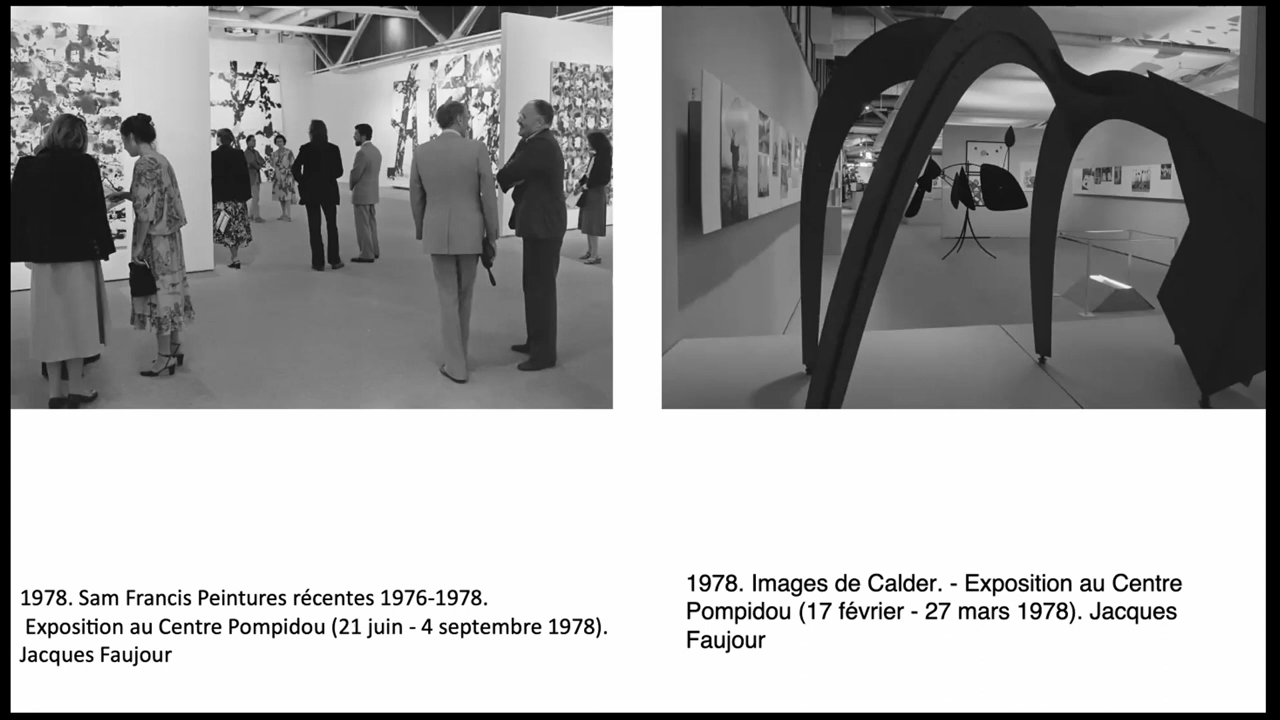 1978. Sam Francis Peintures récentes 1976-1978.
Exposition au Centre Pompidou (21 juin - 4 septembre 1978).
Jacques Faujour
1978. Images de Calder. - Exposition au Centre
Pompidou (17 février - 27 mars 1978). Jacques
Faujour